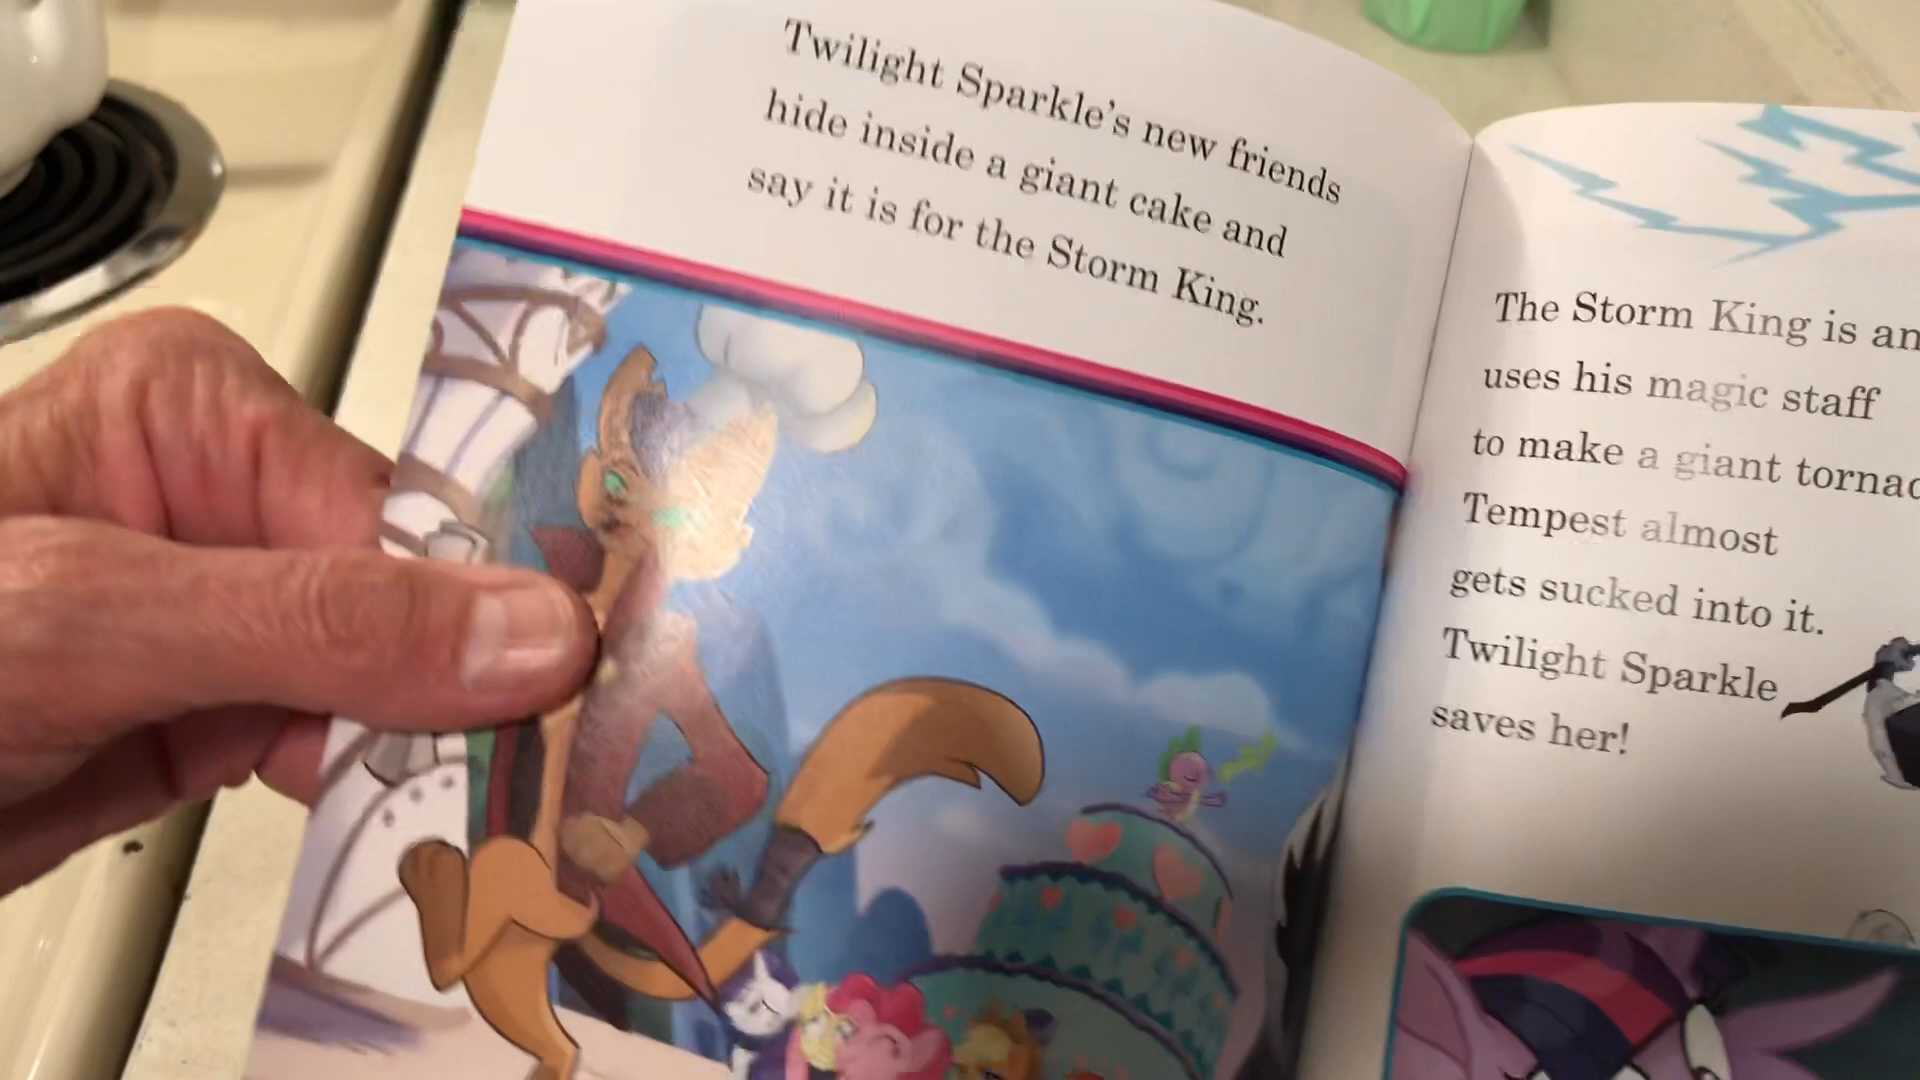 Twilight Sparkle's new friends
hide inside a giant cake and
say it is for the Storm King.
The Storm King is an
uses his magic staff
to make a giant tornad
Tempest almost
gets sucked into it.
Twilight Sparkle
saves her!